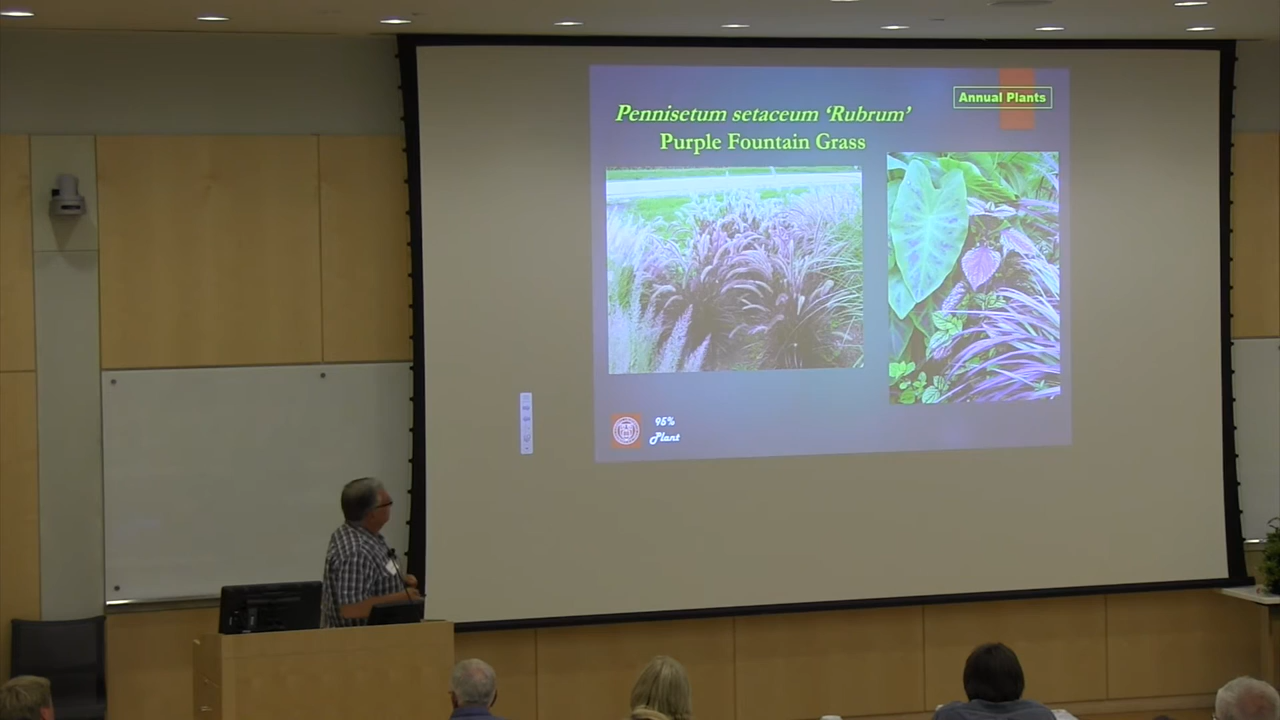 Annual Plants
Pennisetum setaceum ‘Rubrum’
Purple Fountain Grass
95%
Plant